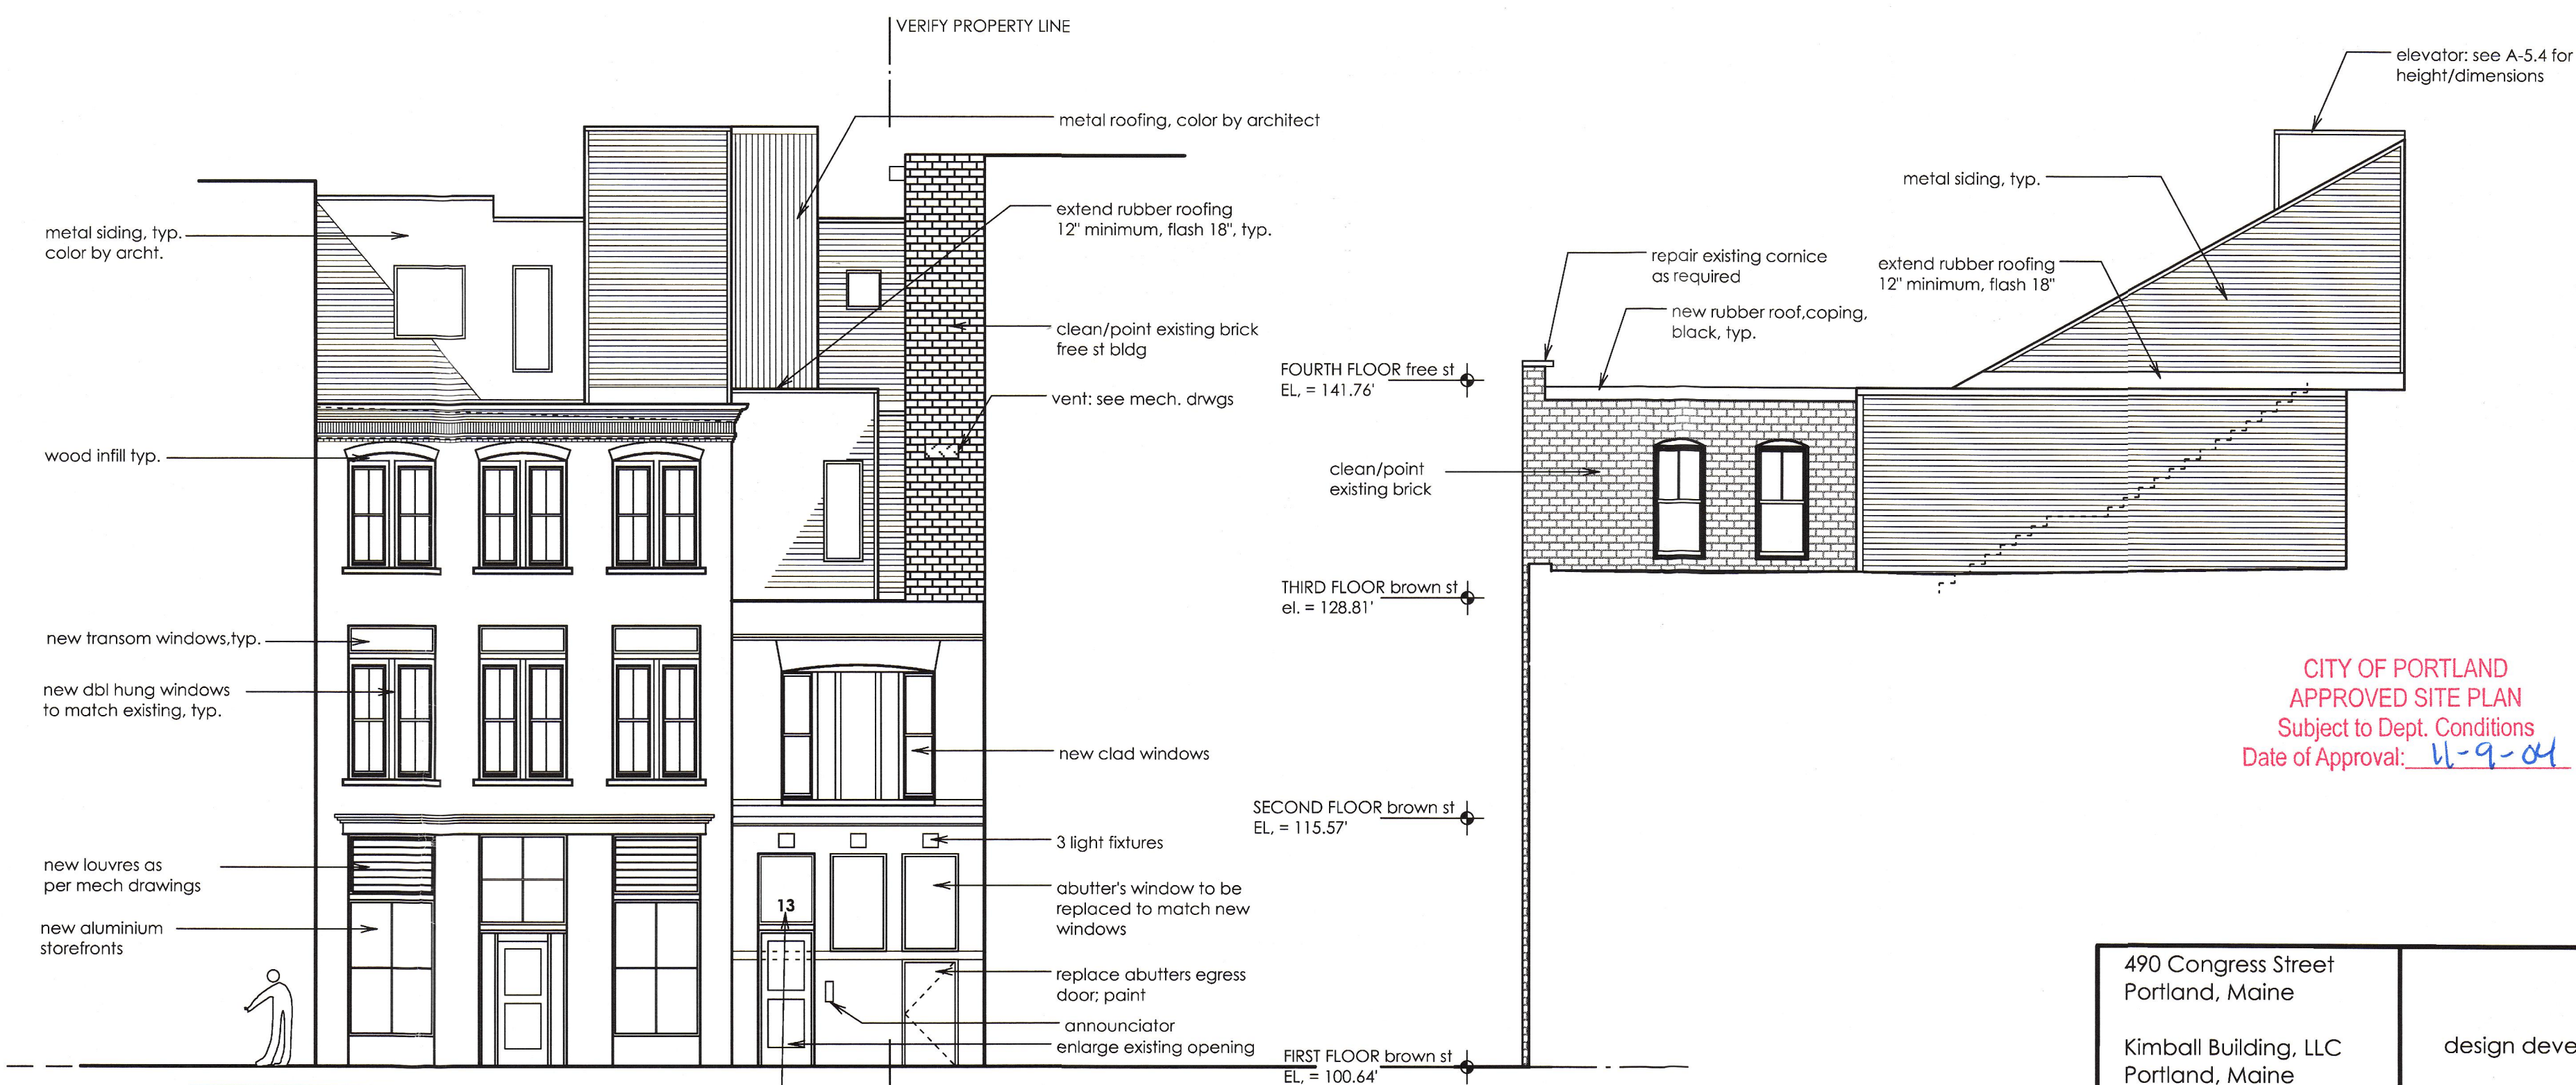 VERIFY PROPERTY LINE
metal roofing, color by architect
extend rubber roofing
12" minimum, flash 18", typ.
metal siding, typ.
color by archt.
clean/point existing brick
free st bldg
vent: see mech. drwgs
wood infill typ.
new transom windows,typ.
new dbl hung windows
to match existing, typ.
new clad windows
3 light fixtures
new louvres as
per mech drawings
abutter's window to be
replaced to match new
windows
13
new aluminium
storefronts
replace abutters egress
door; paint
announciator
enlarge existing opening
elevator: see A-5.4 for
height/dimensions
metal siding, typ.
repair existing cornice
as required
extend rubber roofing
12" minimum, flash 18"
new rubber roof,coping,
black, typ.
FOURTH FLOOR free st
EL, = 141.76'
clean/point
existing brick
THIRD FLOOR brown st
el. = 128.81'
SECOND FLOOR brown st
EL, = 115.57'
FIRST FLOOR brown st
EL, = 100.64'
CITY OF PORTLAND
APPROVED SITE PLAN
Subject to Dept. Conditions
Date of Approval: 11-9-04
490 Congress Street
Portland, Maine
Kimball Building, LLC
Portland, Maine
design deve